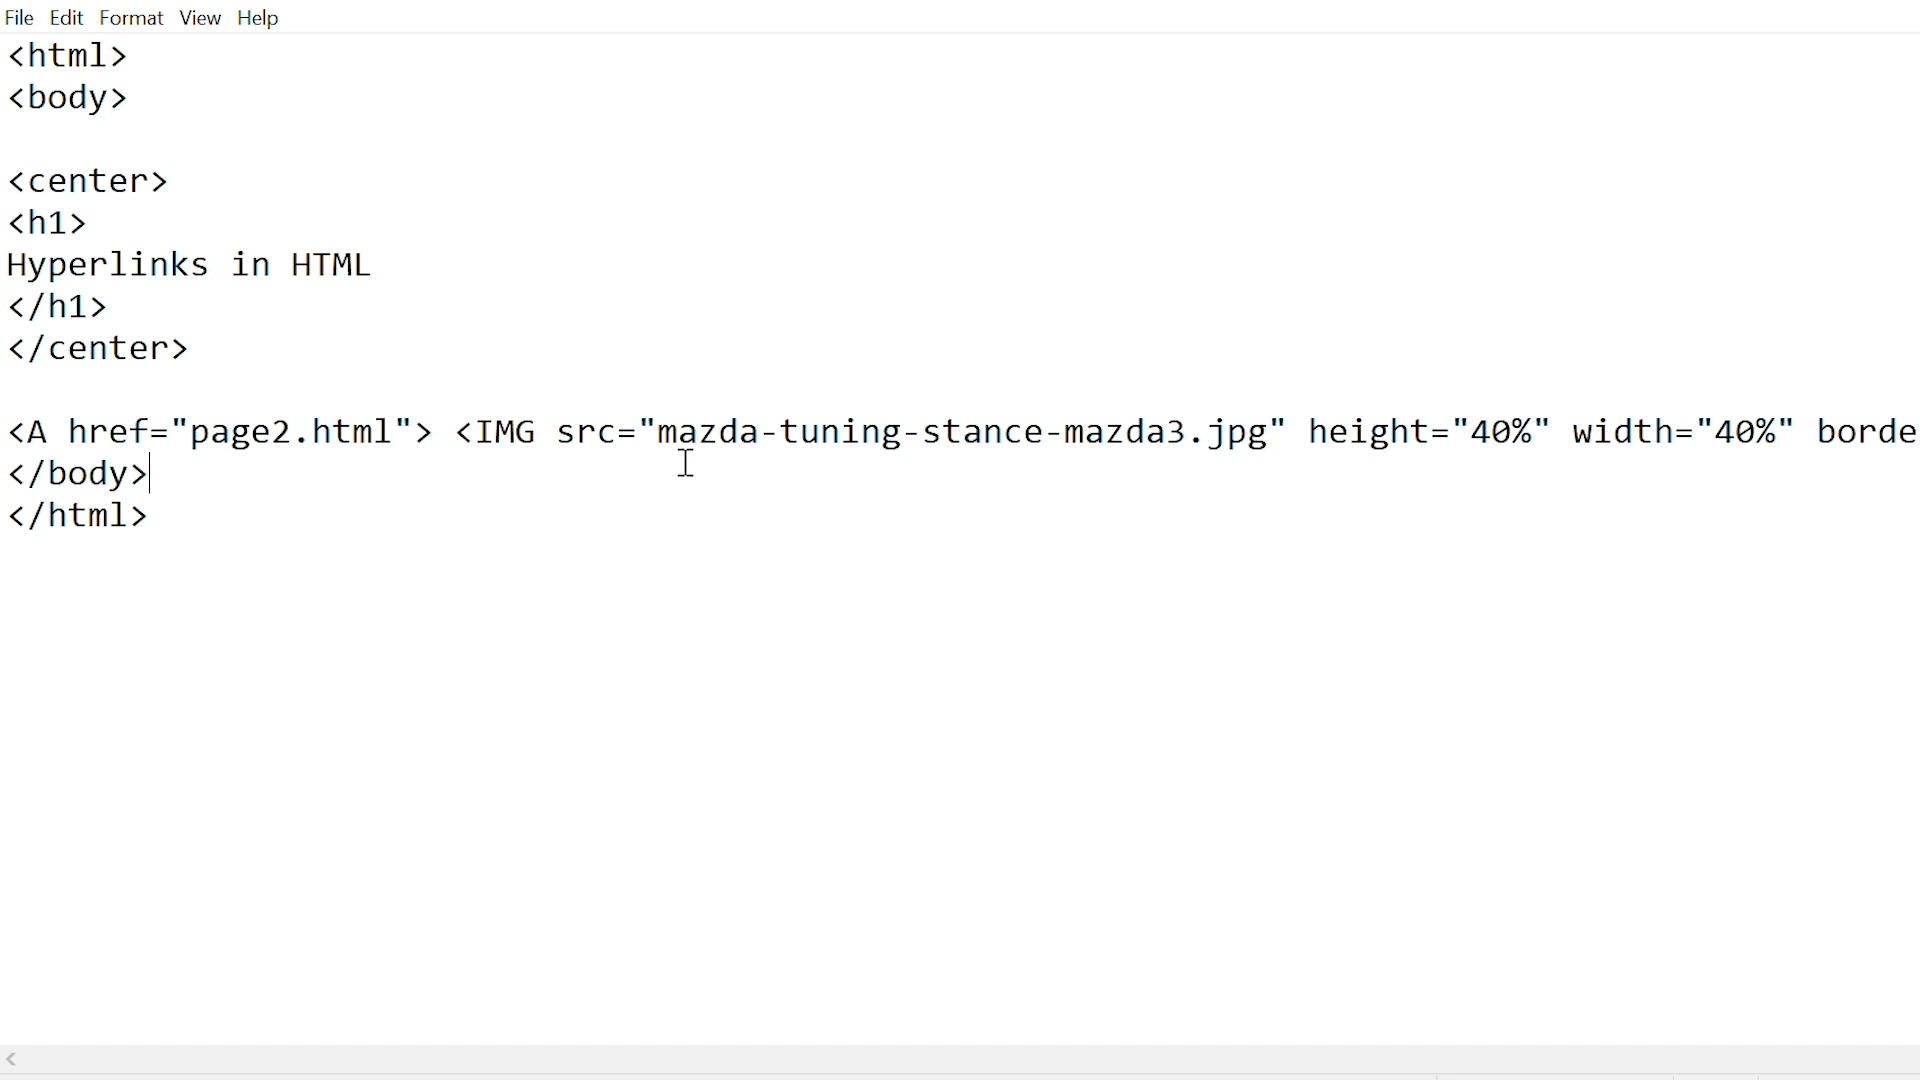 File Edit Format View Help
<html>
<body>
<center>
<h1>
Hyperlinks in HTML
</h1>
</center>
<A href="page2.html"> <IMG src="mazda-tuning-stance-mazda3.jpg" height="40%" width="40%" borde
</body>
</html>